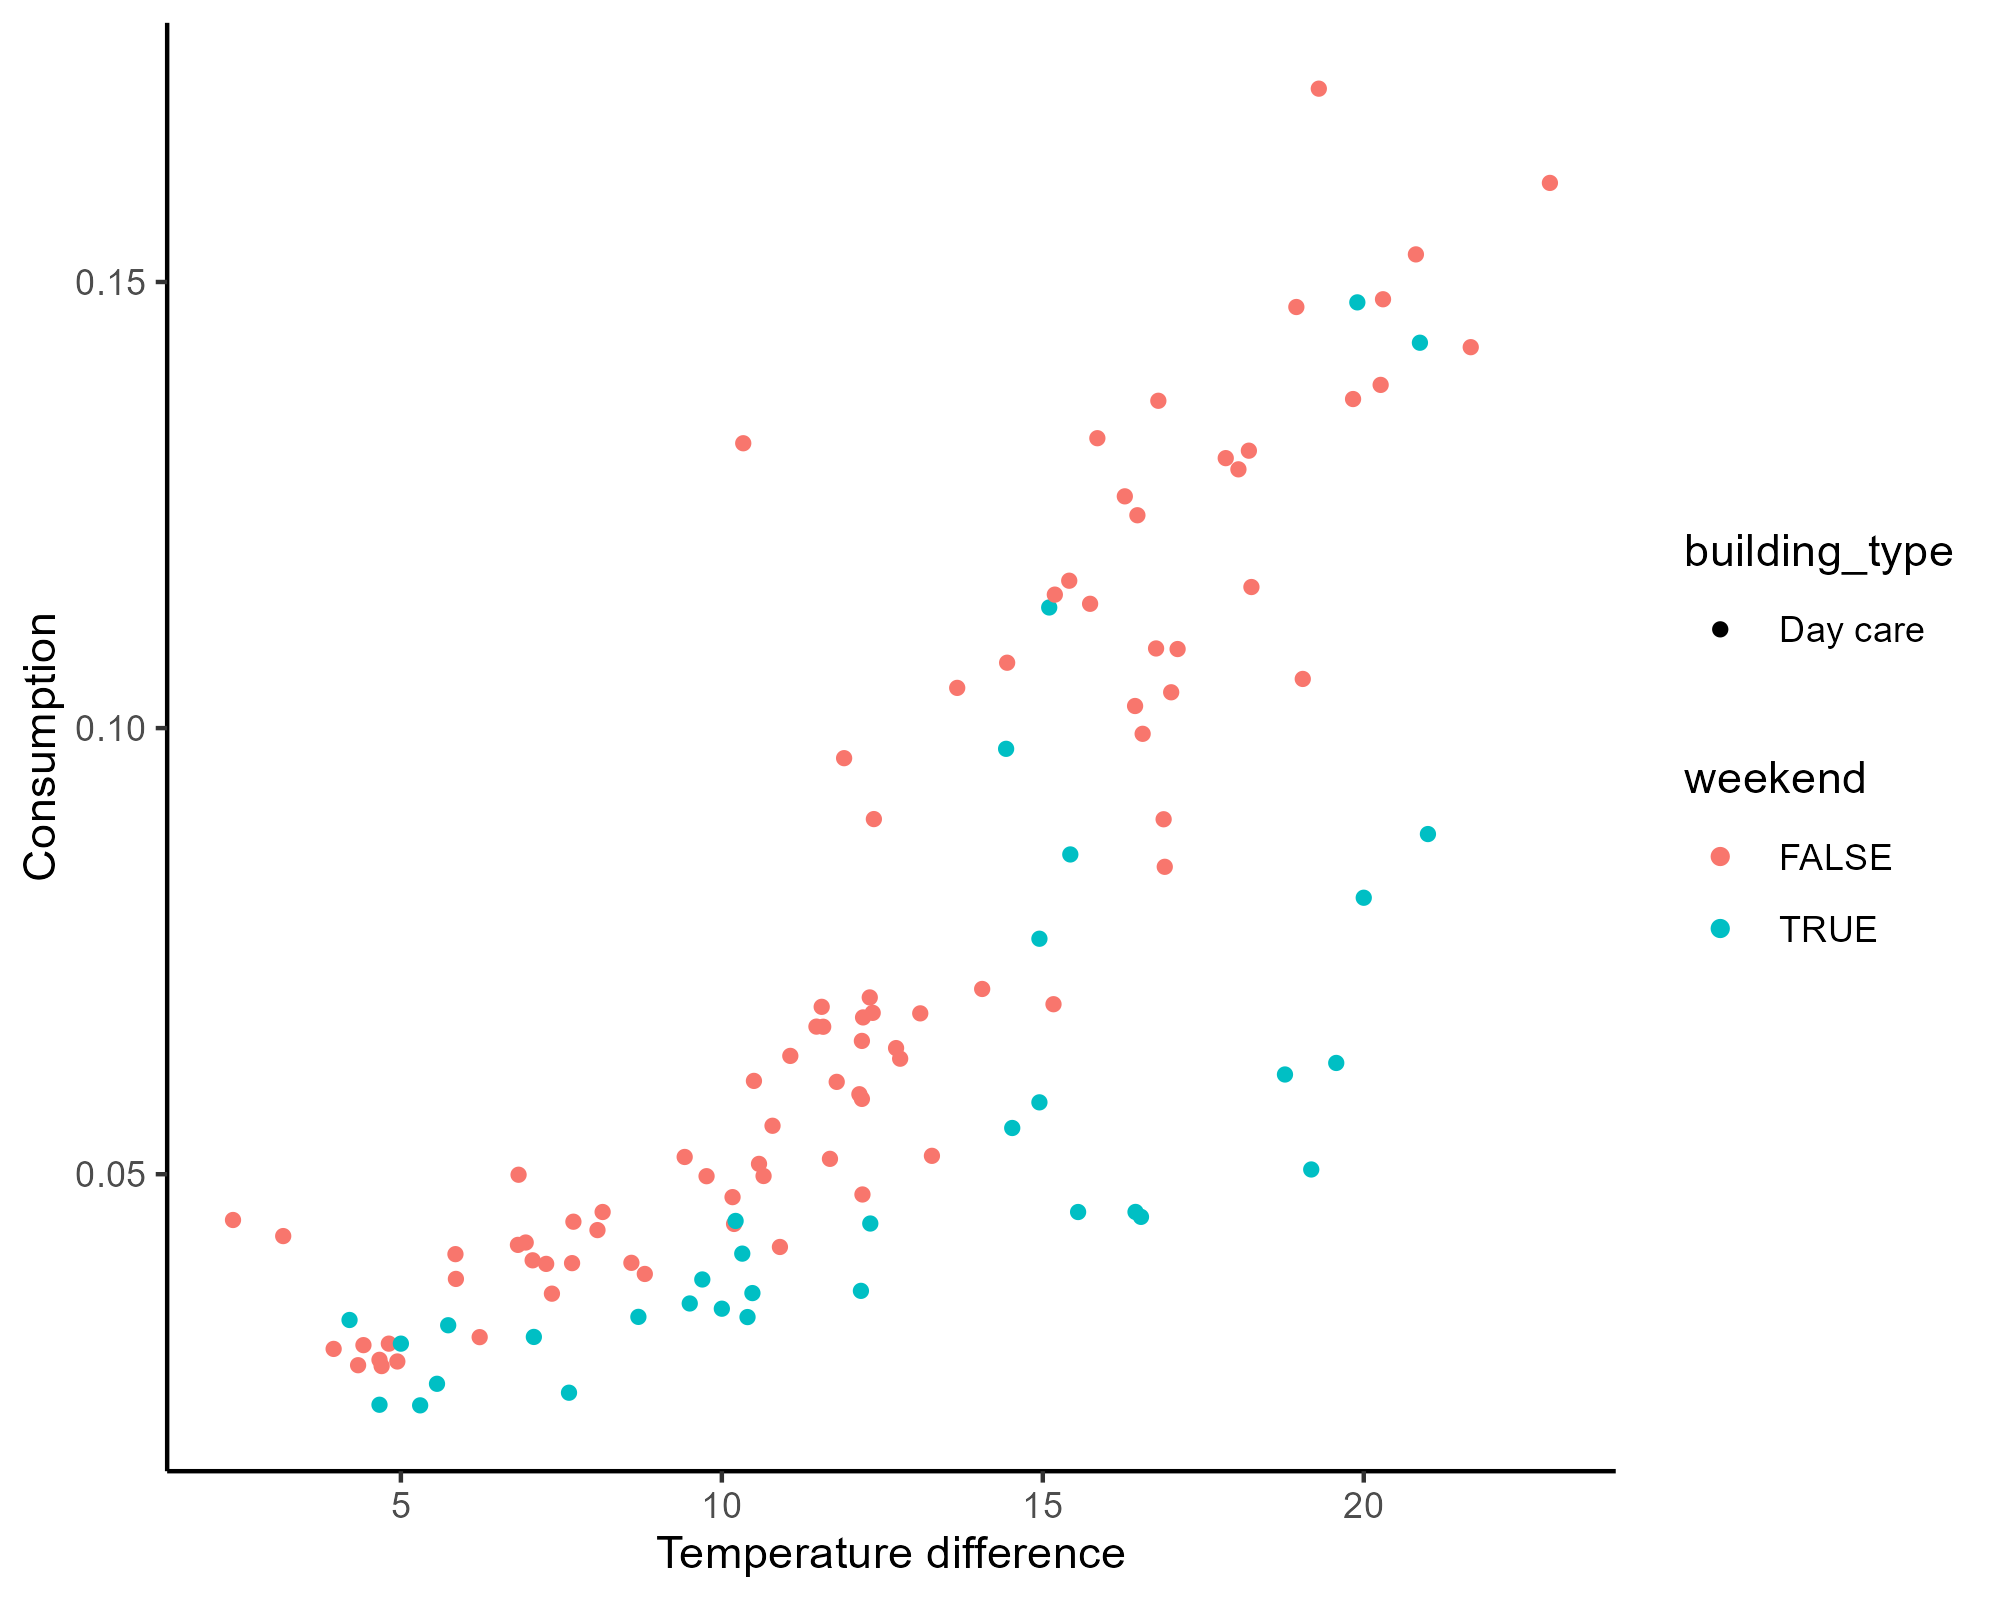 0.15
0.10
0.05
Consumption
5
10
15
20
Temperature difference
building_type
Day care
weekend
FALSE
TRUE